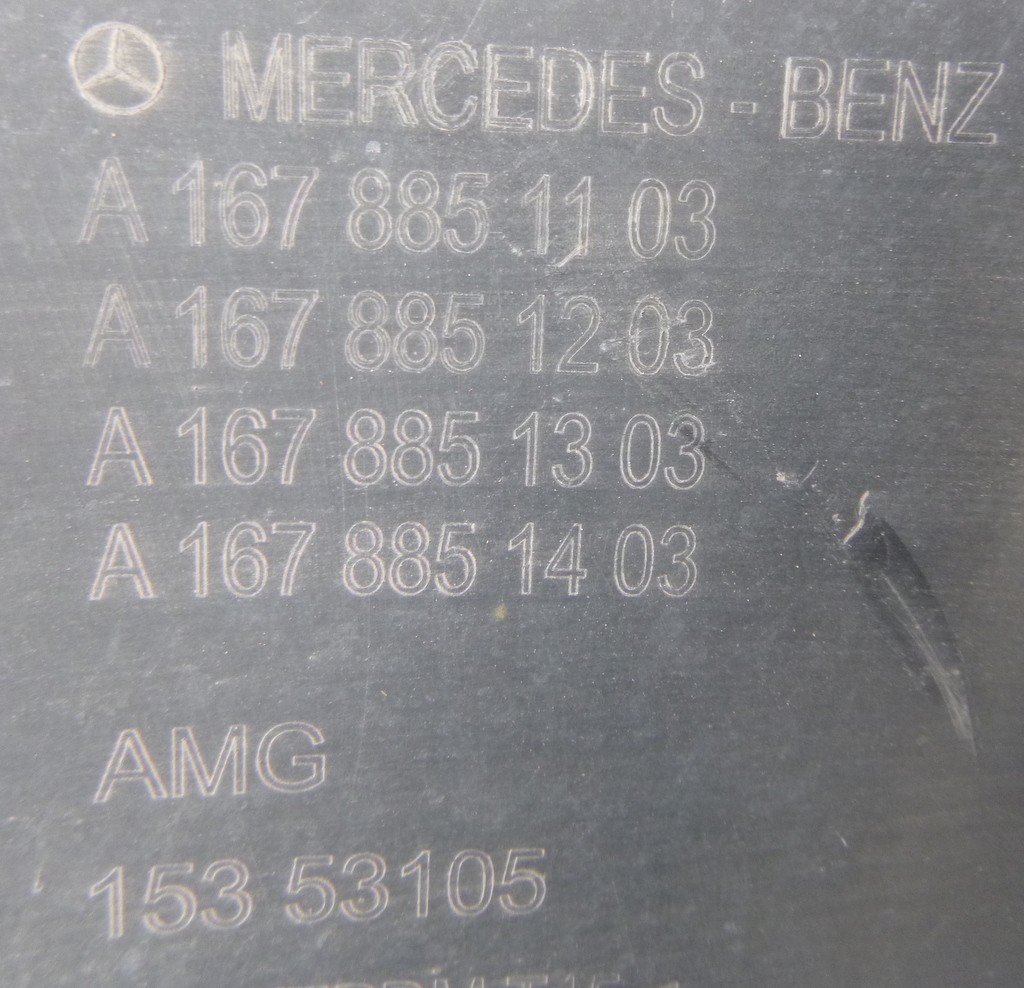 MERCEDES-BENZ
A 167 885 11 03
A 167 885 12 03
A 167 885 13 03
A 167 885 14 03
AMG
153 53105